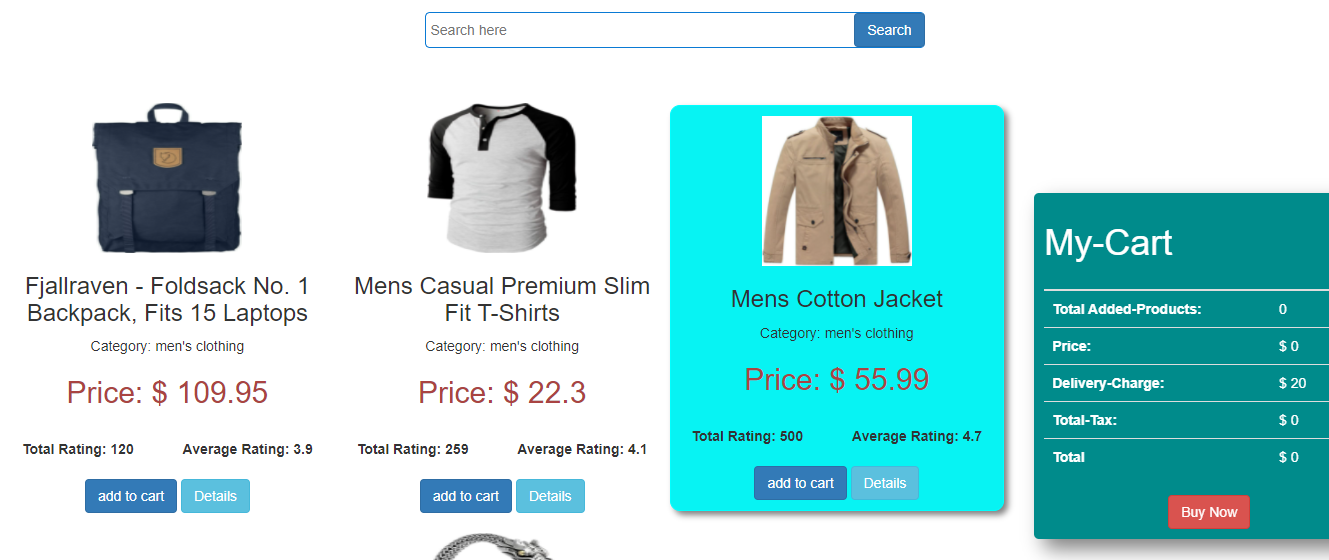 Search here
Search
Fjallraven - Foldsack No. 1
Backpack, Fits 15 Laptops
Category: men's clothing
Price: $ 109.95
Total Rating: 120 Average Rating: 3.9
add to cart Details
Mens Casual Premium Slim
Fit T-Shirts
Category: men's clothing
Price: $ 22.3
Total Rating: 259 Average Rating: 4.1
add to cart Details
Mens Cotton Jacket
Category: men's clothing
Price: $ 55.99
Total Rating: 500 Average Rating: 4.7
add to cart Details
My-Cart
Total Added-Products: 0
Price: $ 0
Delivery-Charge: $ 20
Total-Tax: $ 0
Total $ 0
Buy Now